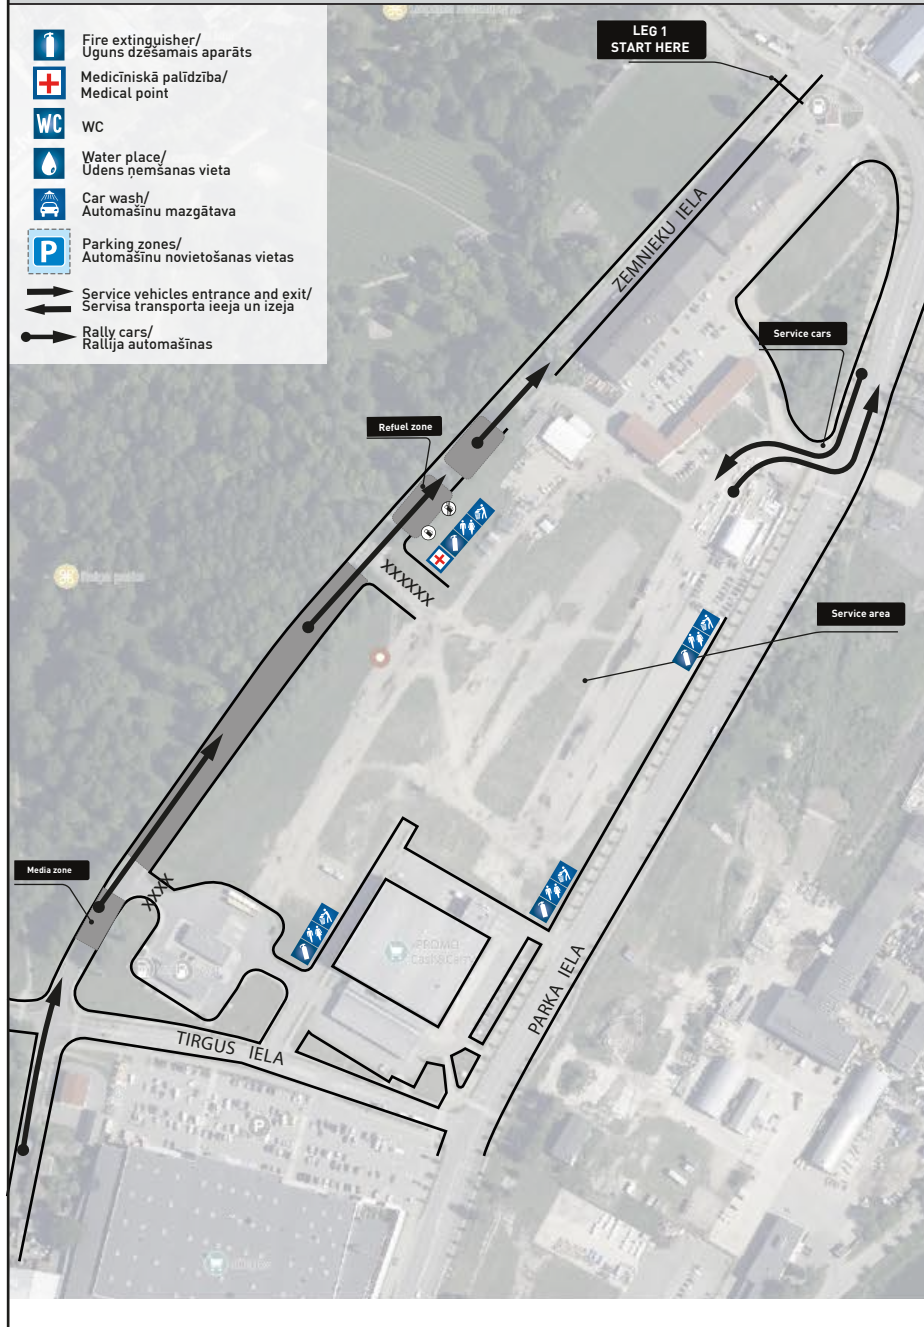 Fire extinguisher/
Uguns dzēšamais aparāts
Medicīniskā palīdzība/
Medical point
WC
WC
Water place/
Ūdens ņemšanas vieta
Car wash/
Automašīnu mazgātava
P
Parking zones/
Automašīnu novietošanas vietas
Service vehicles entrance and exit/
Servisa transporta ieeja un izeja
Rally cars/
Rallija automašīnas
LEG 1
START HERE
ZEMNIEKU IELA
Service cars
Refuel zone
XXXXXX
Service area
Media zone
XXXX
PROMO
Cash&Carry
PARKA IELA
TIRGUS IELA
P